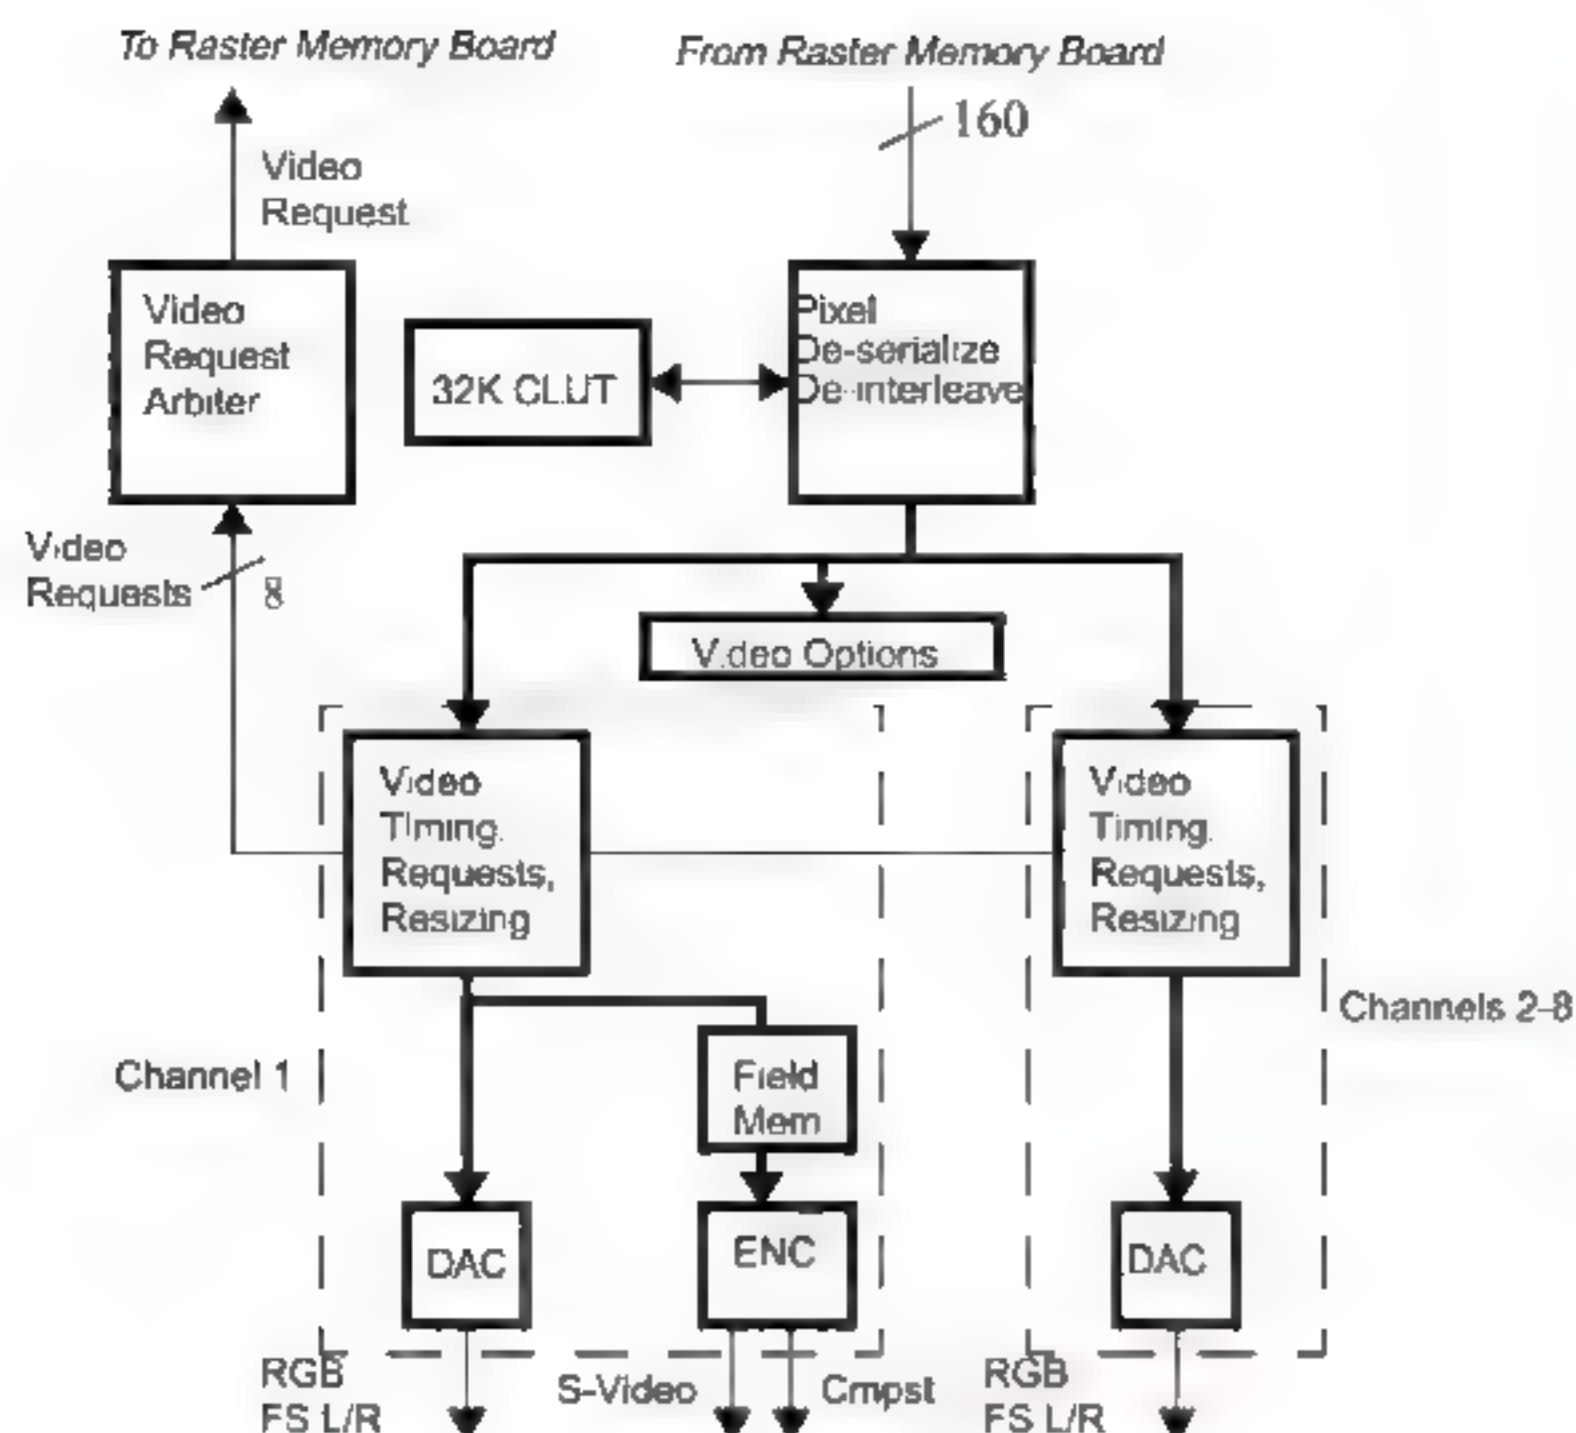 To Raster Memory Board
From Raster Memory Board
160
Video
Request
Video
Request
Arbiter
32K CLUT
Pixel
De-serialize
De-interleave
Video
Requests
8
Video Options
Video
Timing,
Requests,
Resizing
Video
Timing,
Requests,
Resizing
Channels 2-8
Channel 1
Field
Mem
DAC
ENC
DAC
RGB
FS L/R
S-Video
Cmpst
RGB
FS L/R